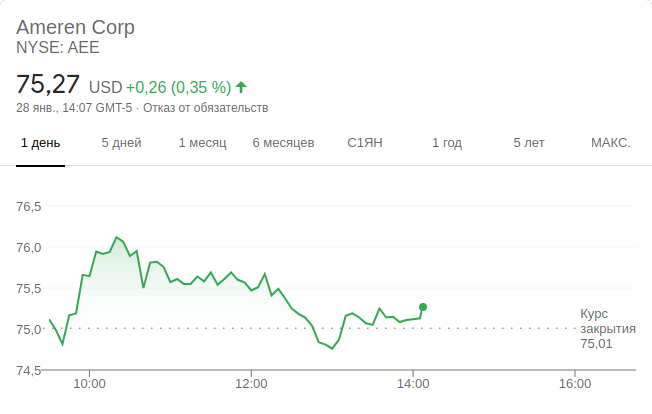 Ameren Corp
NYSE: AEE
75,27 USD +0,26 (0,35 %)
28 янв., 14:07 GMT-5 · Отказ от обязательств
1 день 5 дней 1 месяц 6 месяцев С1ЯН 1 год 5 лет МАКС.
76,5
76,0
75,5
75,0
74,5
Курс
закрытия
75,01
10:00 12:00 14:00 16:00